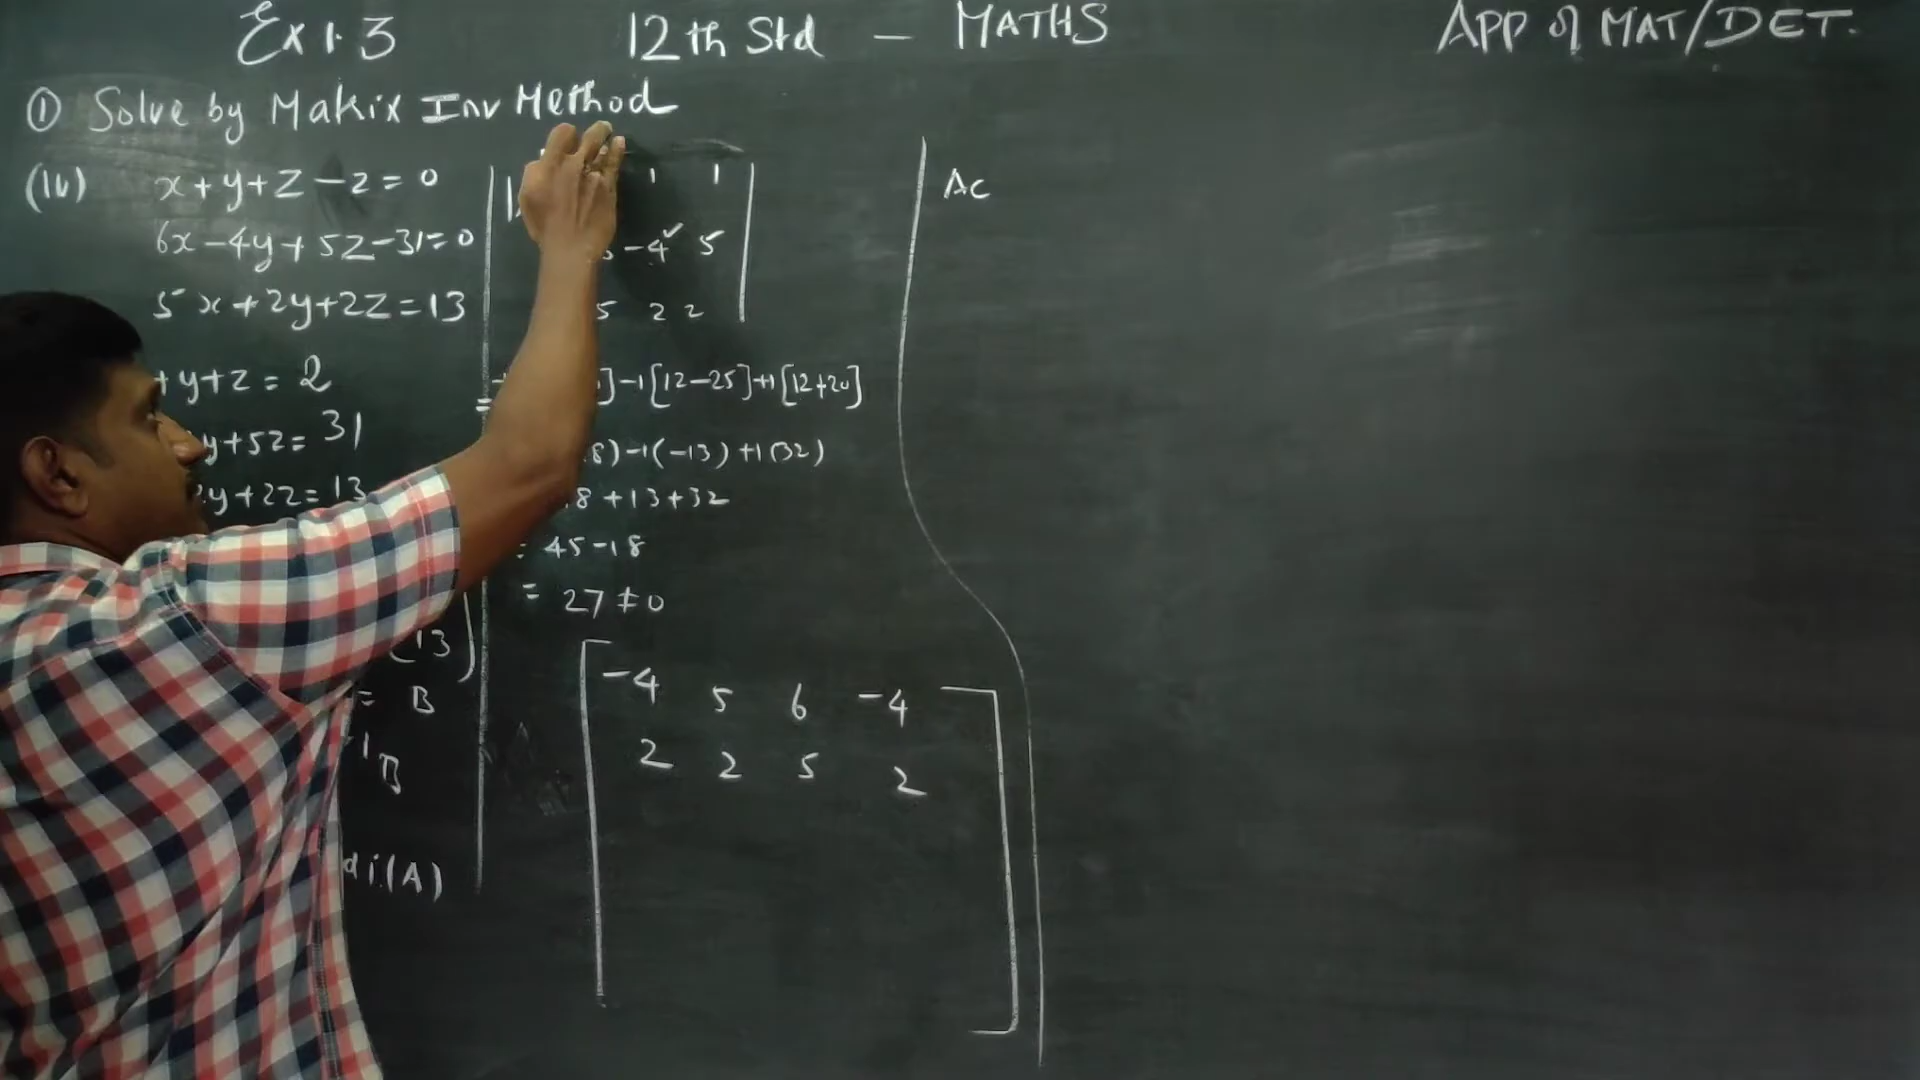 Ex 1.3 12th Std — MATHS APP of MAT/DET.
① Solve by Matrix Inv Method
(iv) x+y+z-2=0
6x-4y+5z-31=0
5x+2y+2z=13
+y+z=2
y+5z=31
y+2z=13
13
= B
-1 B
(A)
1 1
-4 ✓ 5
5 2 2
]-1[12-25]+1[12+20]
8)-1(-13)+1(32)
8+13+32
= 45-18
= 27≠0
-4 5 6 -4
2 2 5 2
Ac